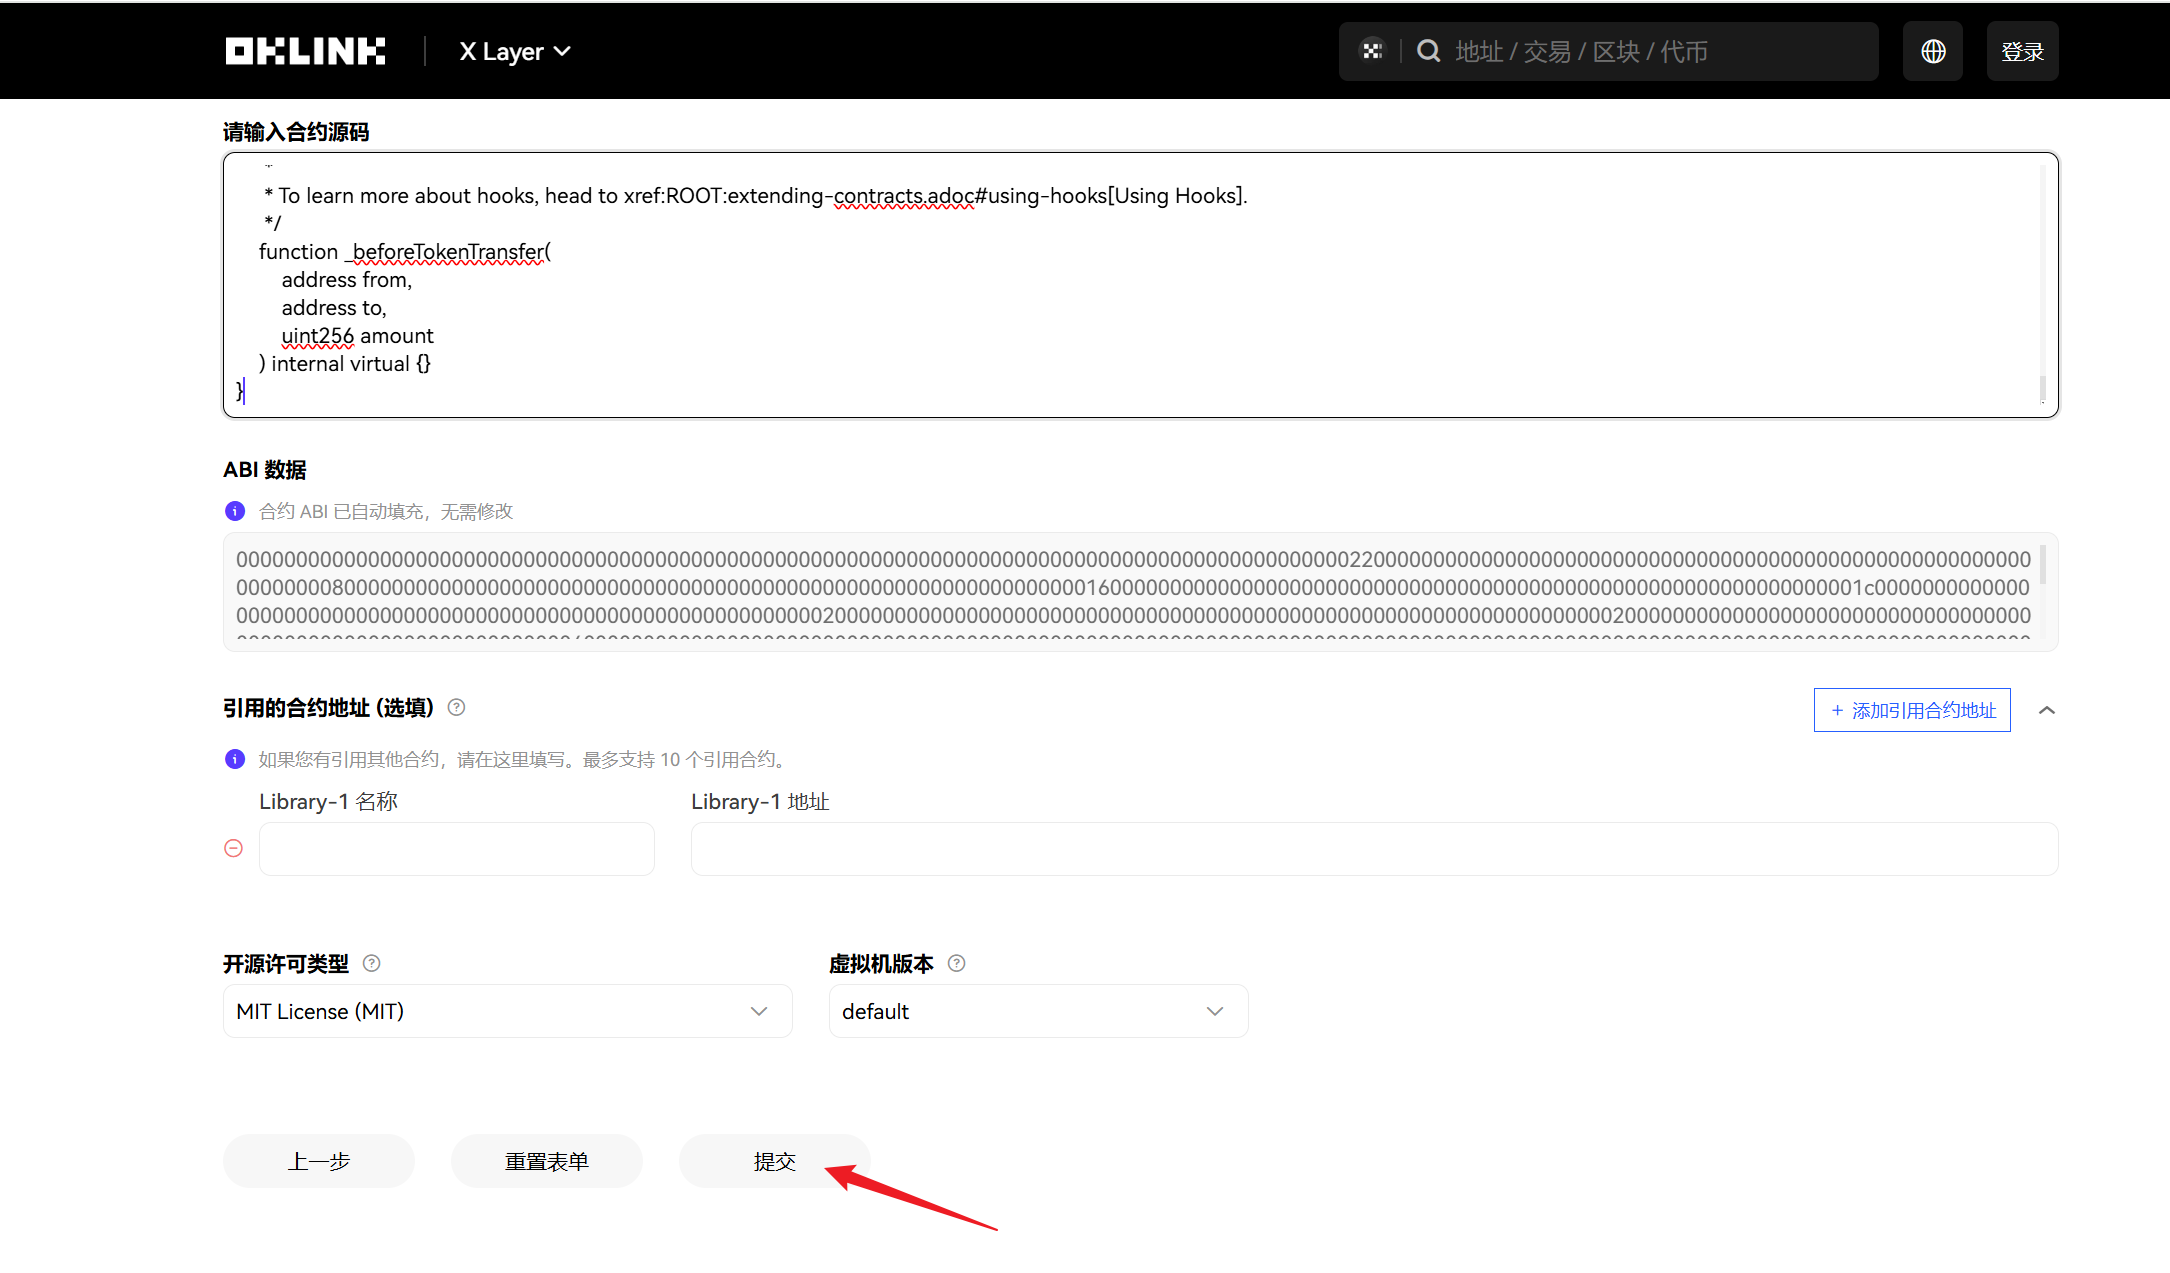 OKLINK
X Layer
地址 / 交易 / 区块 / 代币
登录
请输入合约源码
* To learn more about hooks, head to xref:ROOT:extending-contracts.adoc#using-hooks[Using Hooks].
*/
function _beforeTokenTransfer(
address from,
address to,
uint256 amount
) internal virtual {}
}
ABI 数据
合约 ABI 已自动填充，无需修改
引用的合约地址 (选填)
+ 添加引用合约地址
如果您有引用其他合约，请在这里填写。最多支持 10 个引用合约。
Library-1 名称
Library-1 地址
开源许可类型
虚拟机版本
MIT License (MIT)
default
上一步
重置表单
提交